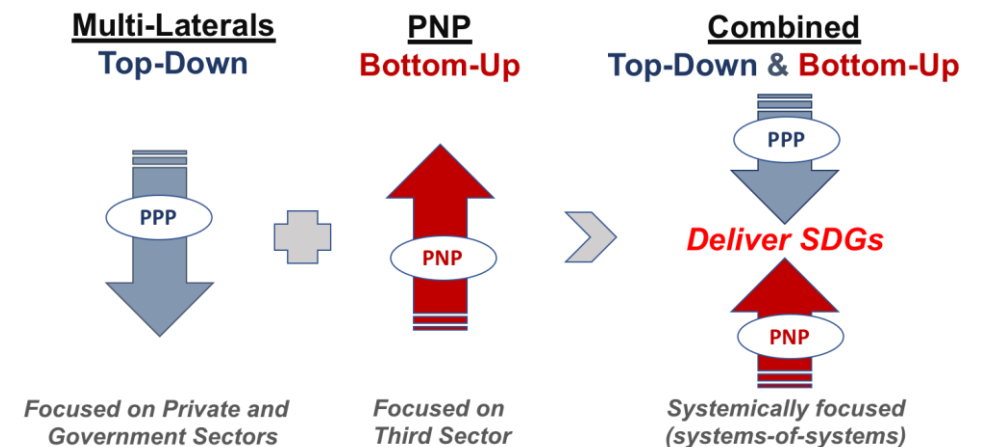 Multi-Laterals
Top-Down
PPP
Focused on Private and
Government Sectors
PNP
Bottom-Up
PNP
Focused on
Third Sector
Combined
Top-Down & Bottom-Up
PPP
Deliver SDGs
PNP
Systemically focused
(systems-of-systems)